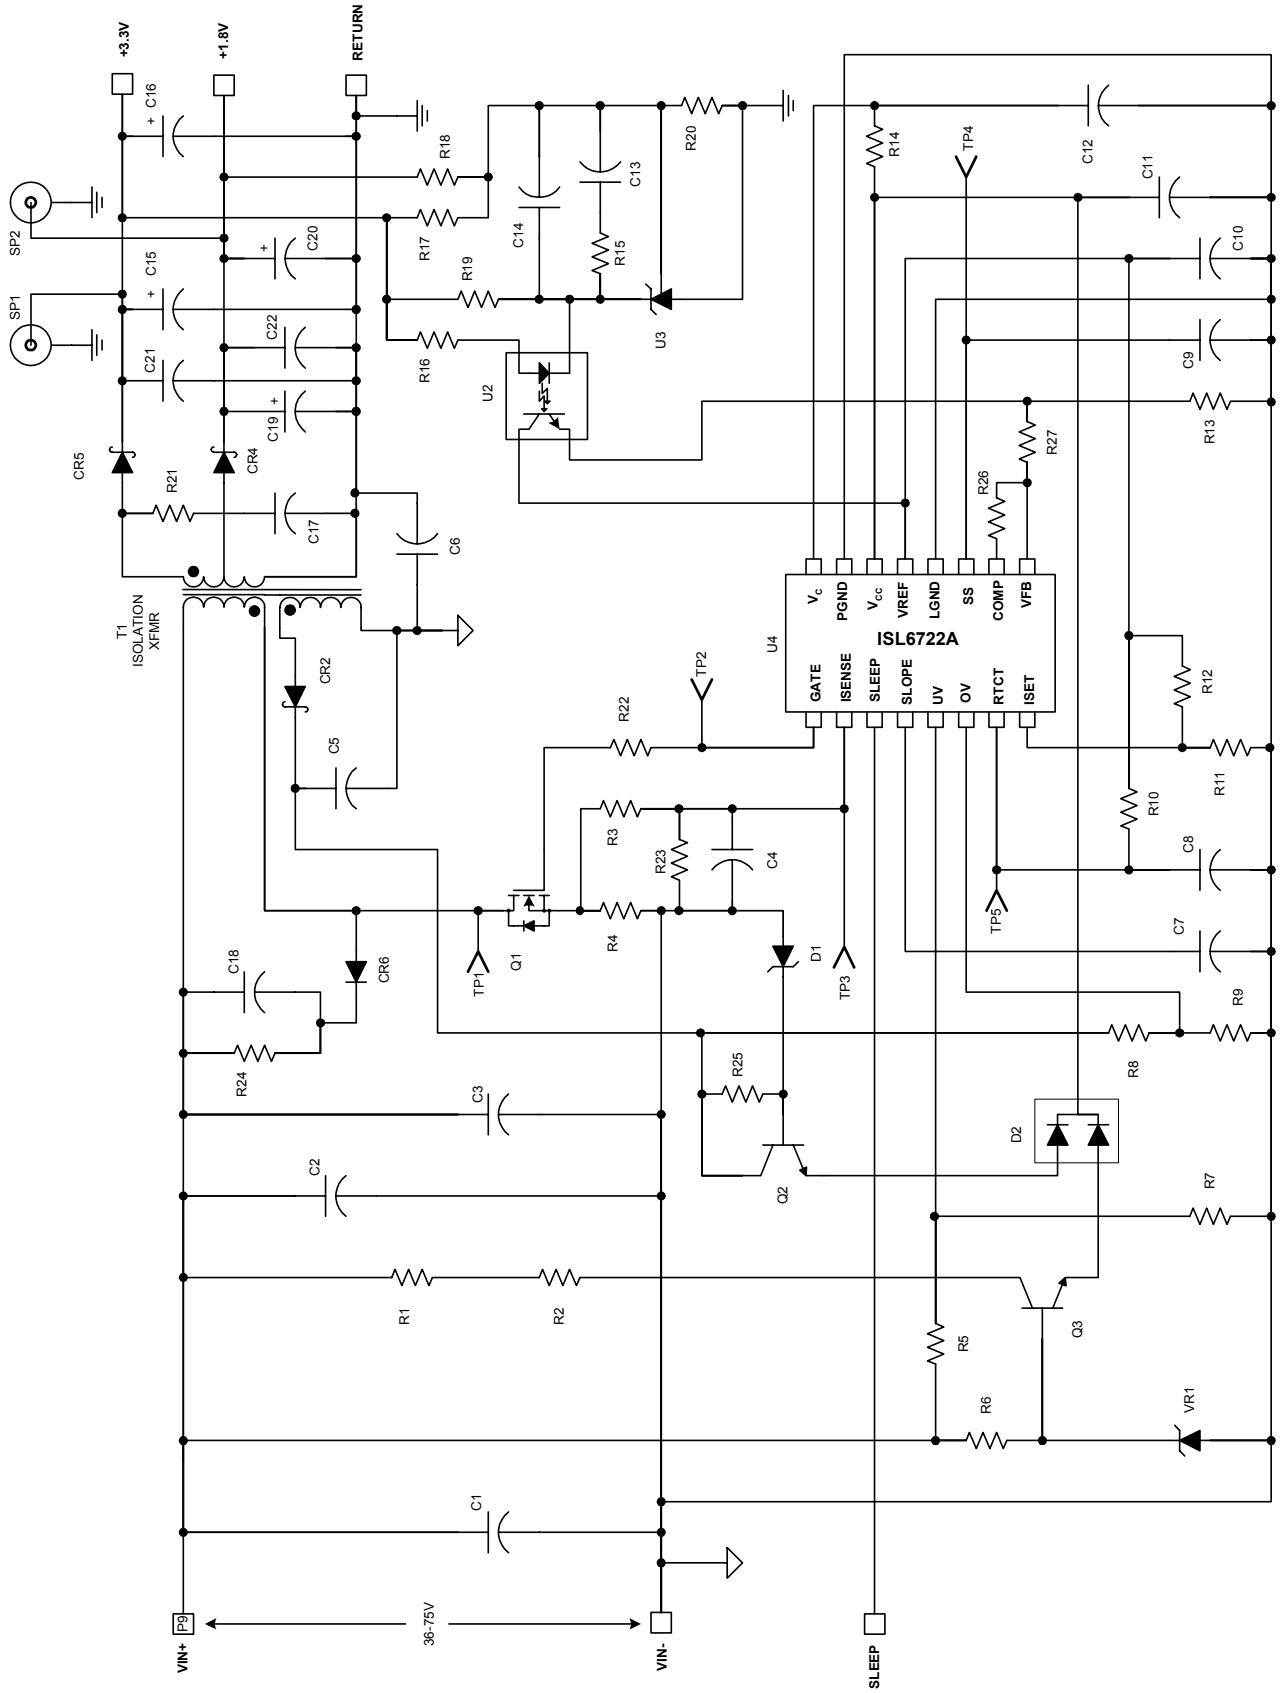 SP1
SP2
CR5
C21
C15
+
C16
+
+3.3V
R21
T1
ISOLATION
XFMR
CR4
C19
+
C22
C20
+
+1.8V
C17
C6
RETURN
VIN+
P9
R24
C18
CR6
CR2
C5
R16
R19
R17
R18
C14
R15
C13
R20
U2
U3
36-75V
C1
R1
R2
C2
C3
TP1
Q1
R4
R3
R23
C4
R22
TP2
VIN-
R25
Q2
D1
TP3
U4
ISL6722A
GATE
ISENSE
SLEEP
SLOPE
UV
OV
RTCT
ISET
VC
PGND
VCC
VREF
LGND
SS
COMP
VFB
R14
TP4
R26
R27
C12
SLEEP
R5
R6
Q3
VR1
D2
R7
R8
R9
TP5
C7
C8
R10
R11
R12
R13
C9
C10
C11